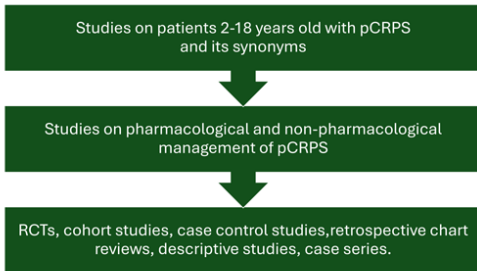 Studies on patients 2-18 years old with pCRPS
and its synonyms
Studies on pharmacological and non-pharmacological
management of pCRPS
RCTs, cohort studies, case control studies,retrospective chart
reviews, descriptive studies, case series.